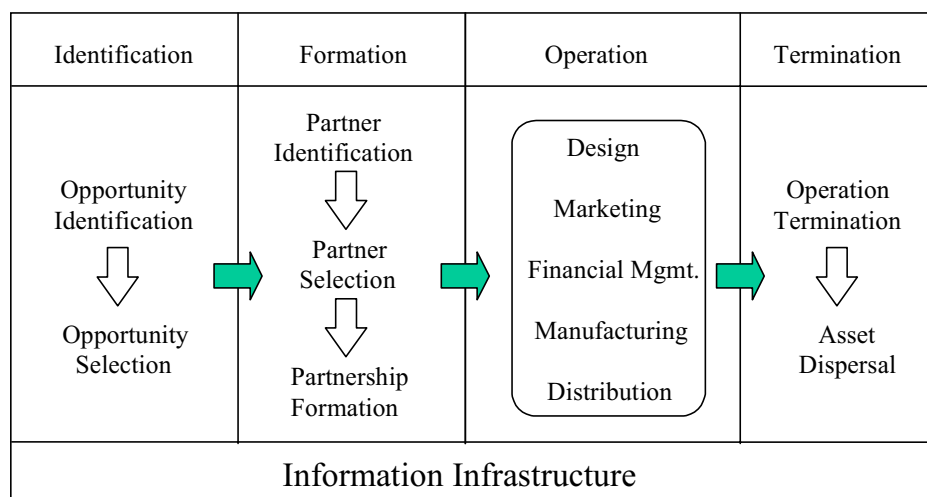 Identification
Formation
Operation
Termination
Opportunity
Identification
Opportunity
Selection
Partner
Identification
Partner
Selection
Partnership
Formation
Design
Marketing
Financial Mgmt.
Manufacturing
Distribution
Operation
Termination
Asset
Dispersal
Information Infrastructure